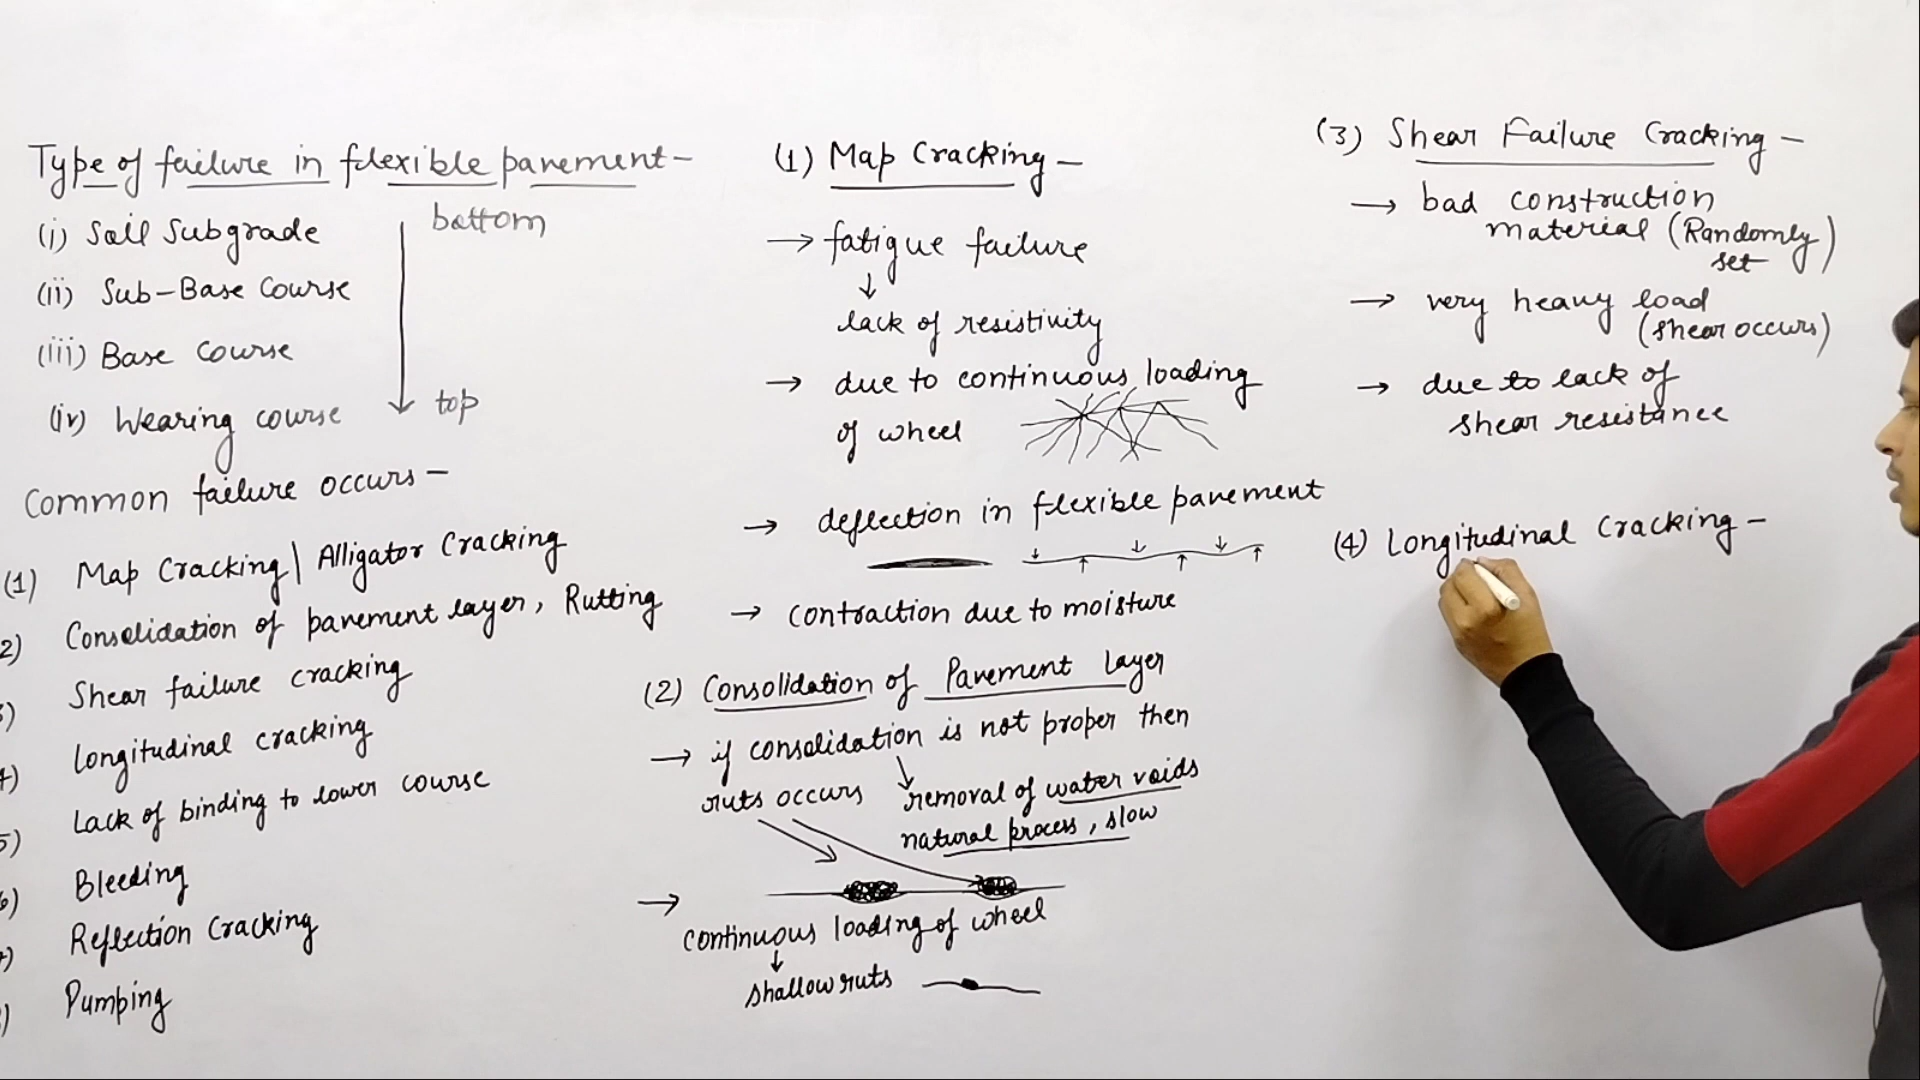 Type of failure in flexible pavement -
(i) Soil Subgrade
bottom
(ii) Sub-Base Course
(iii) Base Course
(iv) Wearing course
top
Common failure occurs -
(1) Map Cracking| Alligator Cracking
2) Consolidation of pavement layer, Rutting
) Shear failure cracking
) Longitudinal cracking
5) Lack of binding to lower course
6) Bleeding
) Reflection Cracking
) Pumping
(1) Map Cracking -
→ fatigue failure
↓
lack of resistivity
→ due to continuous loading
of wheel
→ deflection in flexible pavement
→ contraction due to moisture
(2) Consolidation of Pavement Layer
→ if consolidation is not proper then
ruts occurs
removal of water voids
natural process, slow
→
continuous loading of wheel
↓
shallow ruts
(3) Shear Failure Cracking -
→ bad construction
material (Randomly
set)
→ very heavy load
(shear occurs)
→ due to lack of
shear resistance
(4) Longitudinal Cracking -